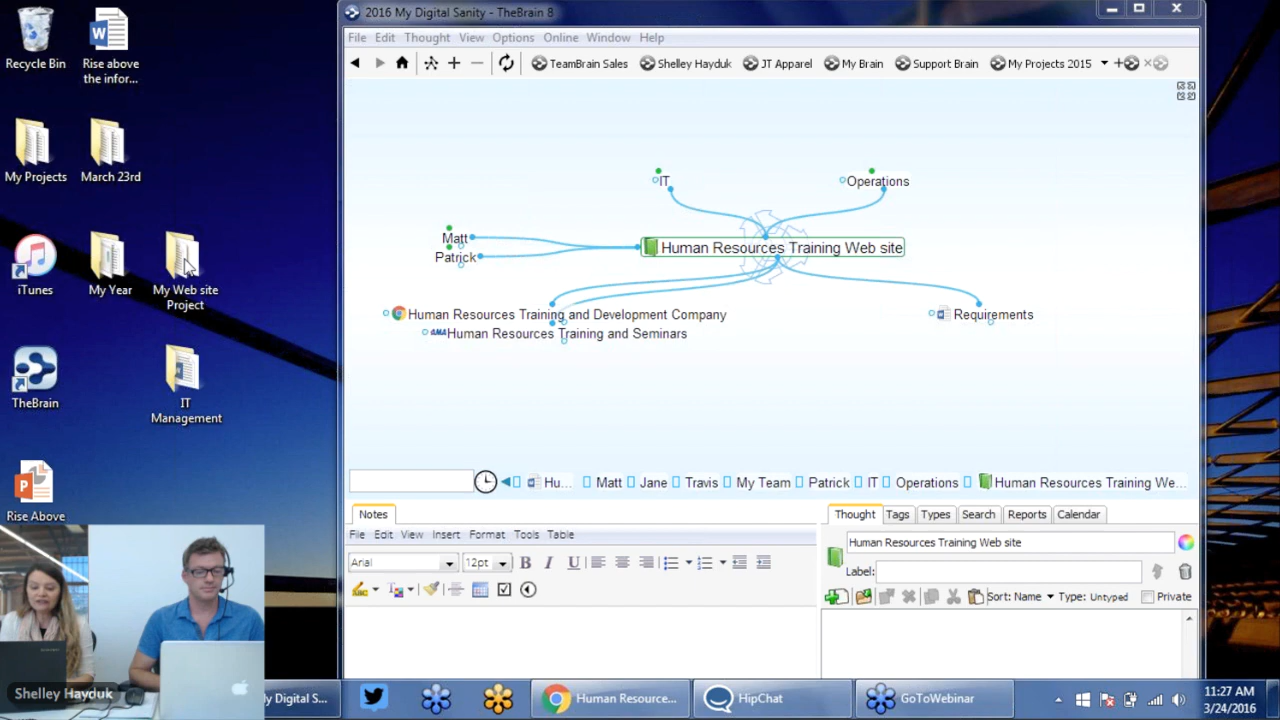 2016 My Digital Sanity - TheBrain 8
File Edit Thought View Options Online Window Help
TeamBrain Sales Shelley Hayduk JT Apparel My Brain Support Brain My Projects 2015
Recycle Bin
Rise above
the infor...
My Projects
March 23rd
iTunes
My Year
My Web site
Project
TheBrain
IT
Management
Rise Above
IT
Operations
Matt
Patrick
Human Resources Training Web site
Human Resources Training and Development Company
AMA Human Resources Training and Seminars
Requirements
Hu... Matt Jane Travis My Team Patrick IT Operations Human Resources Training We...
Notes
File Edit View Insert Format Tools Table
Arial 12pt B I U
Thought Tags Types Search Reports Calendar
Human Resources Training Web site
Label:
Sort: Name Type: Untyped Private
Shelley Hayduk
My Digital S...
Human Resource...
HipChat
GoToWebinar
11:27 AM
3/24/2016